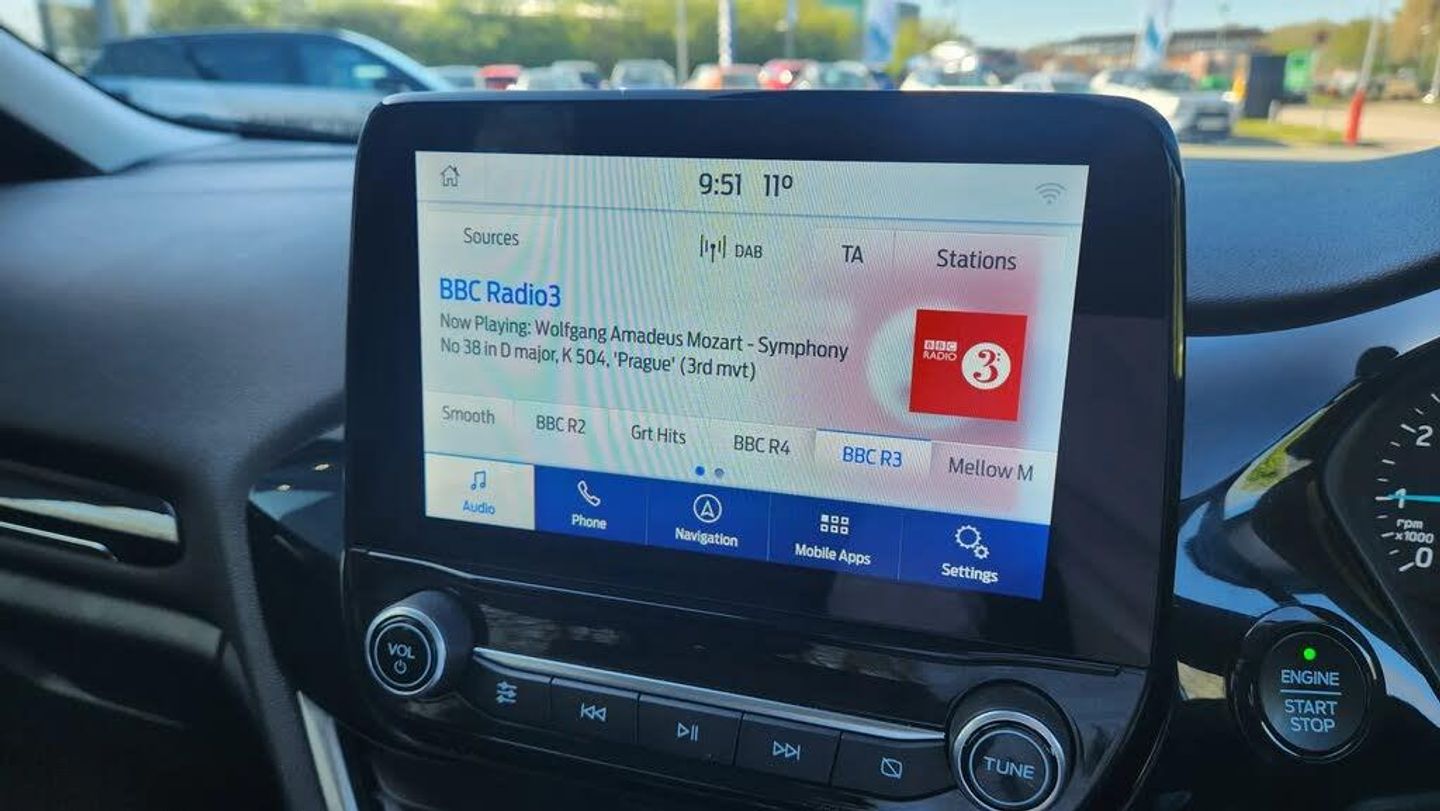 9:51 11º
Sources
DAB
TA
Stations
BBC Radio3
Now Playing: Wolfgang Amadeus Mozart - Symphony
No 38 in D major, K 504, 'Prague' (3rd mvt)
BBC
RADIO
3
Smooth
BBC R2
Grt Hits
BBC R4
BBC R3
Mellow M
Audio
Phone
Navigation
Mobile Apps
Settings
VOL
TUNE
ENGINE
START
STOP
2
1
rpm
x1000
0